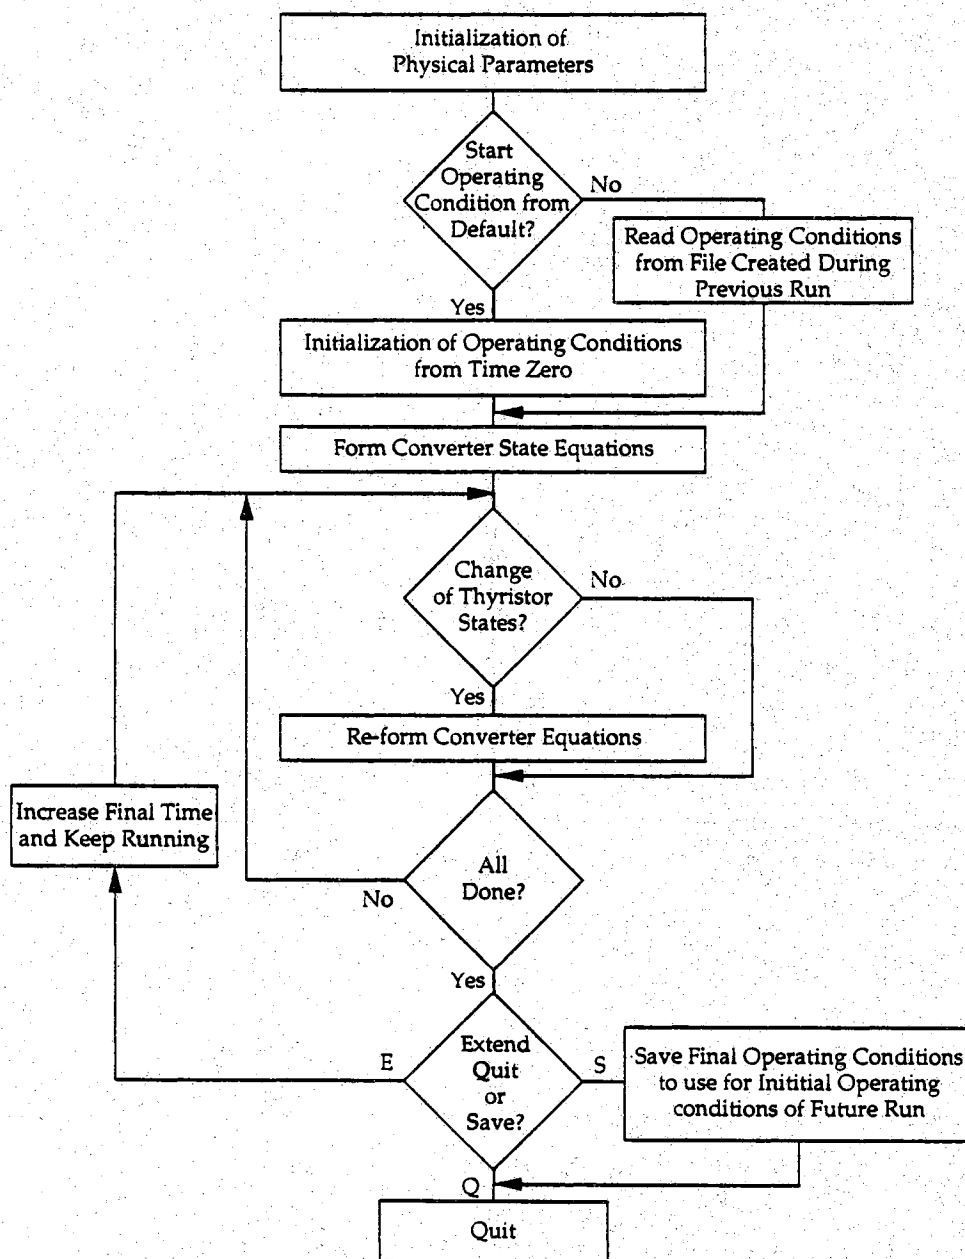 Initialization of
Physical Parameters
Start
Operating
Condition from
Default?
No
Read Operating Conditions
from File Created During
Previous Run
Yes
Initialization of Operating Conditions
from Time Zero
Form Converter State Equations
Change
of Thyristor
States?
No
Yes
Re-form Converter Equations
Increase Final Time
and Keep Running
All
Done?
No
Yes
Extend
Quit
or
Save?
E
S
Save Final Operating Conditions
to use for Inititial Operating
conditions of Future Run
Q
Quit